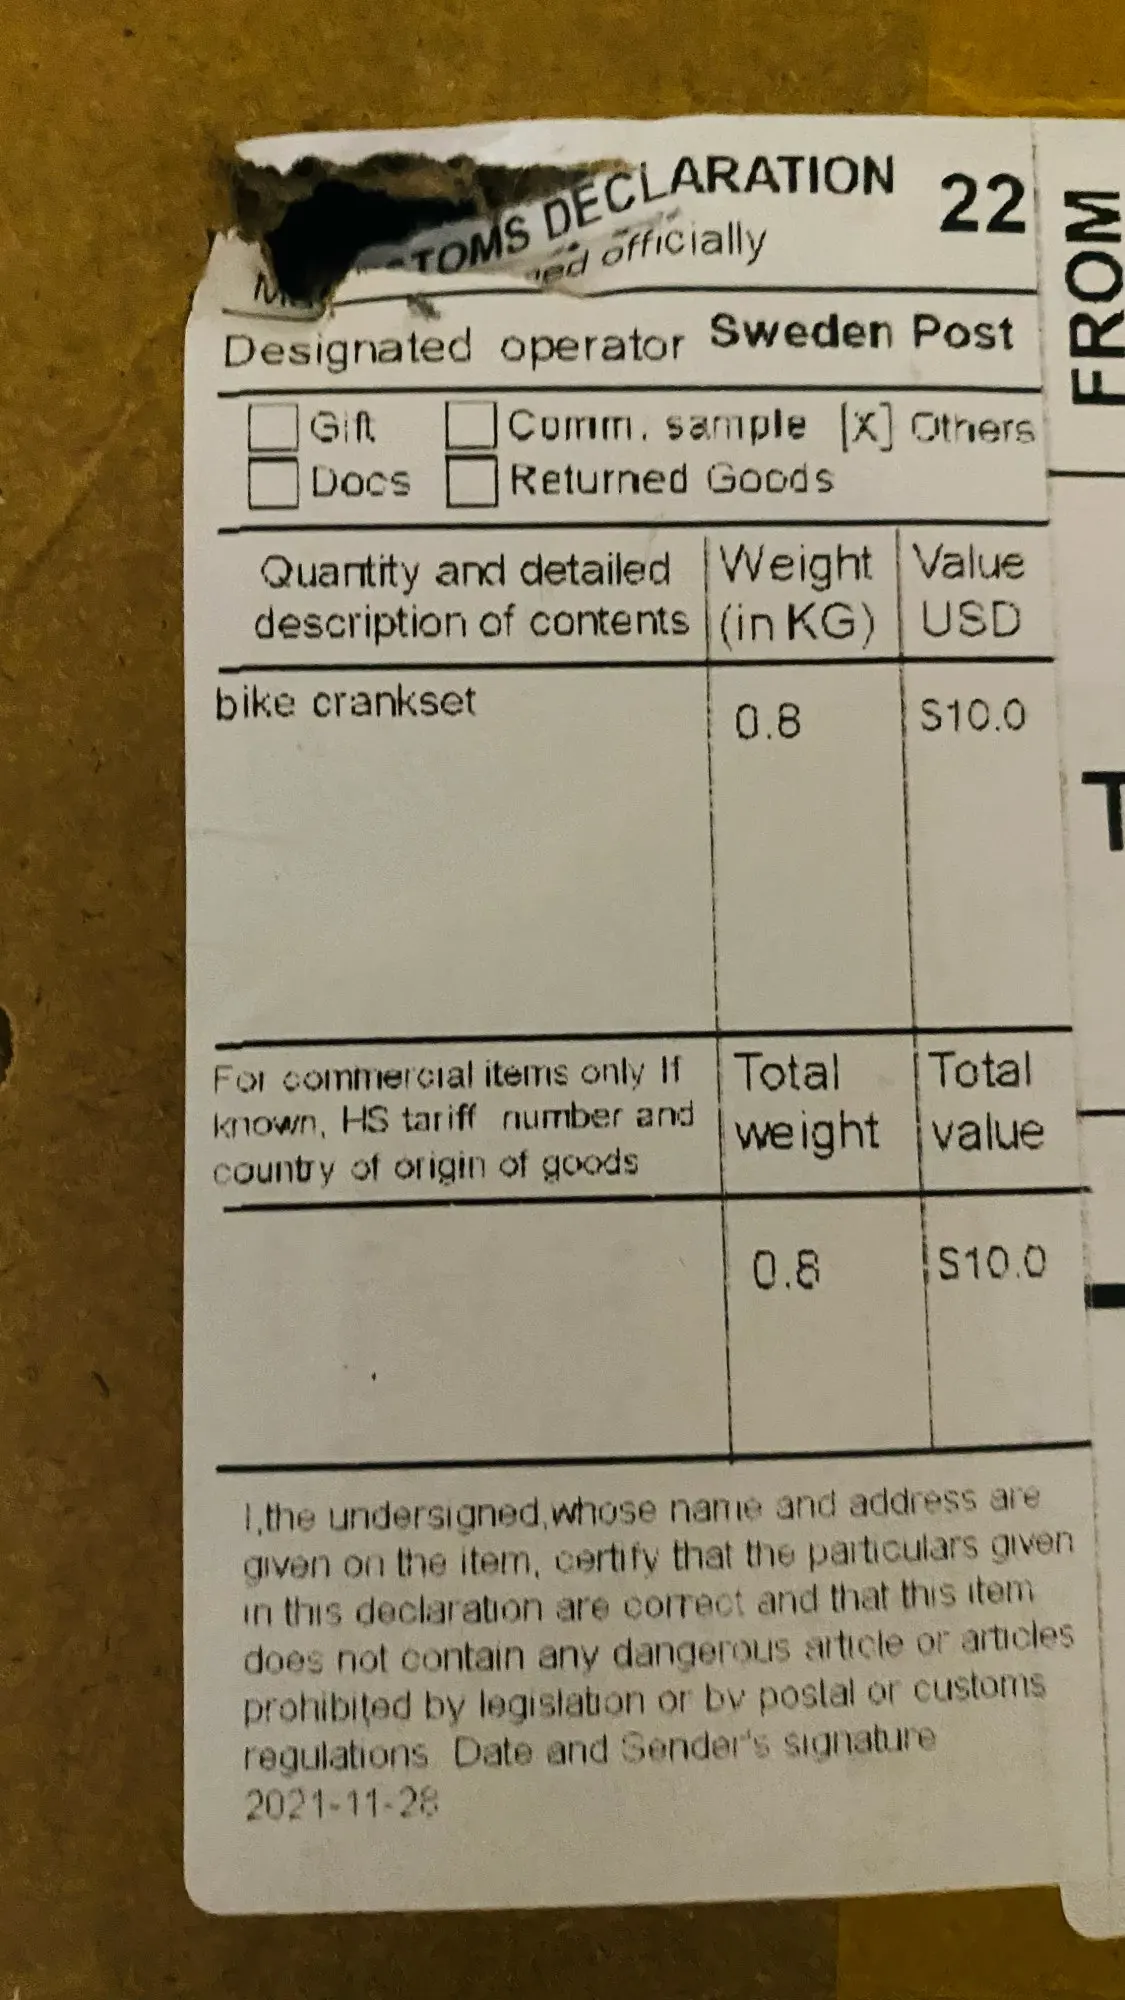 TOMS DECLARATION 22
officially
Designated operator Sweden Post
Gift Comm. sample [X] Others
Docs Returned Goods
Quantity and detailed description of contents
Weight (in KG)
Value USD
bike crankset 0.8 $10.0
For commercial items only If
known, HS tariff number and
country of origin of goods
Total weight
Total value
0.8 $10.0
I,the undersigned,whose name and address are
given on the item, certify that the particulars given
in this declaration are correct and that this item
does not contain any dangerous article or articles
prohibited by legislation or by postal or customs
regulations Date and Sender's signature
2021-11-28
FROM
T